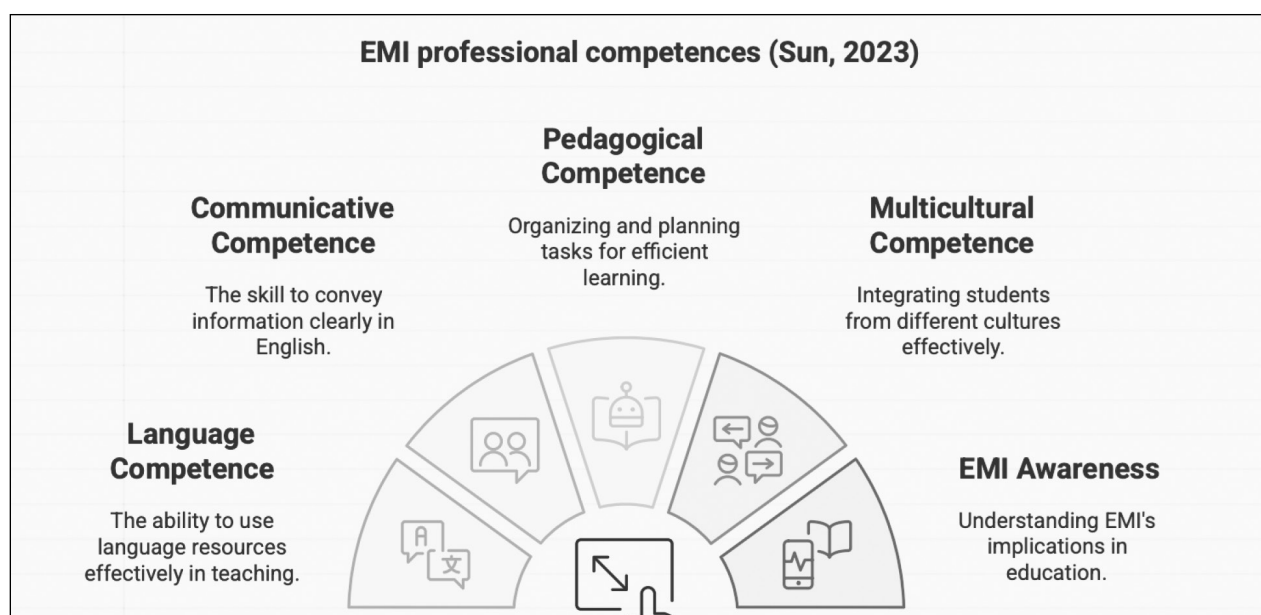 EMI professional competences (Sun, 2023)
Pedagogical
Competence
Organizing and planning
tasks for efficient
learning.
Communicative
Competence
The skill to convey
information clearly in
English.
Multicultural
Competence
Integrating students
from different cultures
effectively.
Language
Competence
The ability to use
language resources
effectively in teaching.
EMI Awareness
Understanding EMI's
implications in
education.
A
文